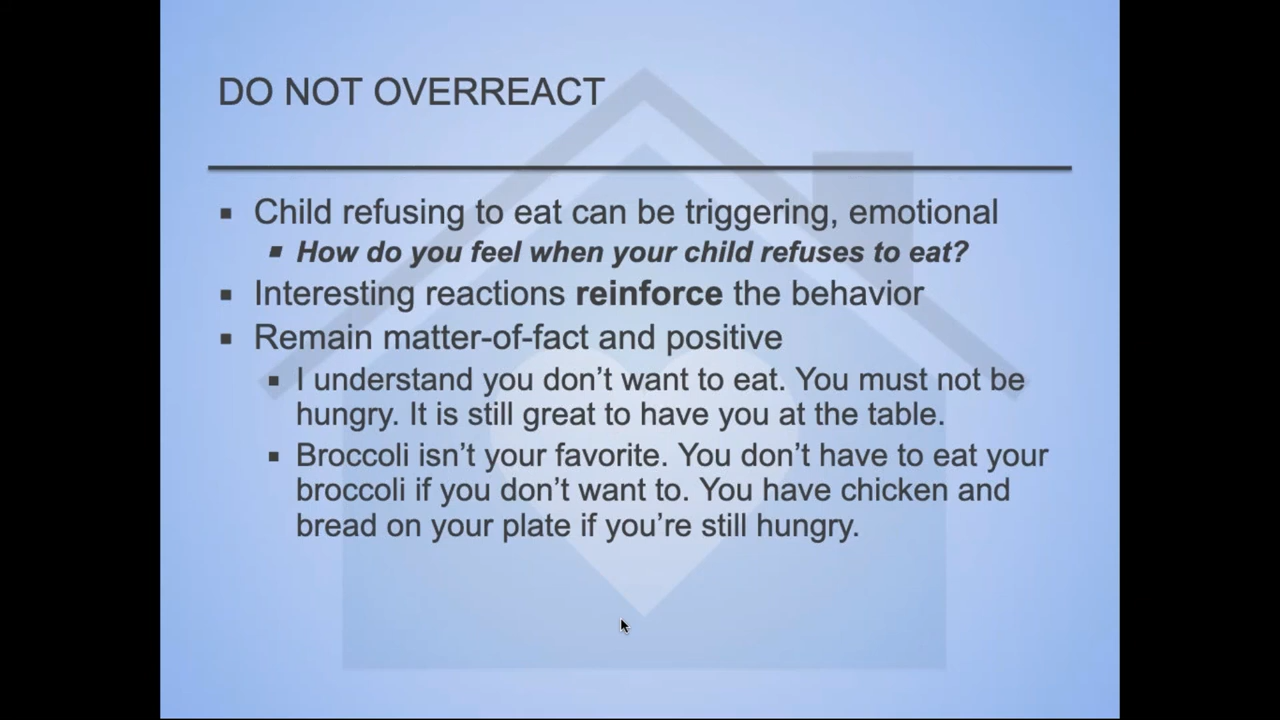 DO NOT OVERREACT
▪ Child refusing to eat can be triggering, emotional
▪ How do you feel when your child refuses to eat?
▪ Interesting reactions reinforce the behavior
▪ Remain matter-of-fact and positive
▪ I understand you don’t want to eat. You must not be
hungry. It is still great to have you at the table.
▪ Broccoli isn’t your favorite. You don’t have to eat your
broccoli if you don’t want to. You have chicken and
bread on your plate if you’re still hungry.